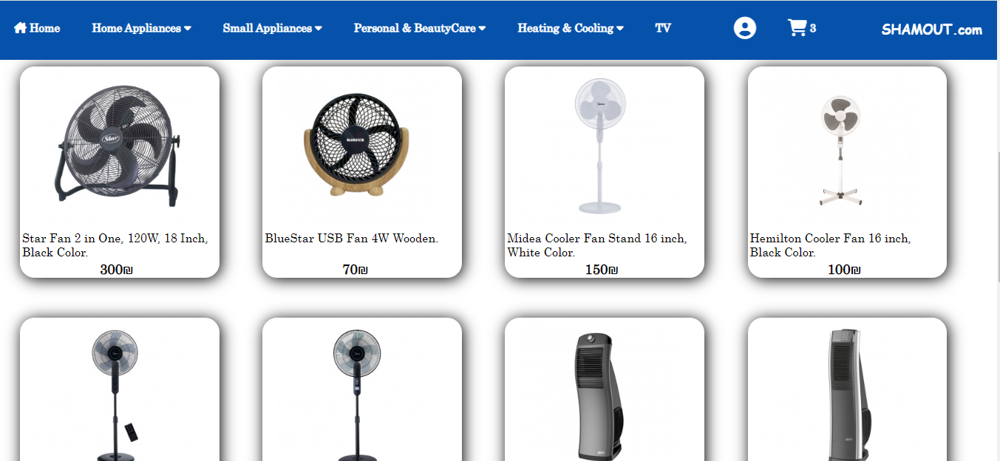 Home
Home Appliances
Small Appliances
Personal & BeautyCare
Heating & Cooling
TV
3
SHAMOUT.com
Star
BLUESTAR
Star Fan 2 in One, 120W, 18 Inch,
Black Color.
300₪
BlueStar USB Fan 4W Wooden.
70₪
Midea Cooler Fan Stand 16 inch,
White Color.
150₪
Hemilton Cooler Fan 16 inch,
Black Color.
100₪